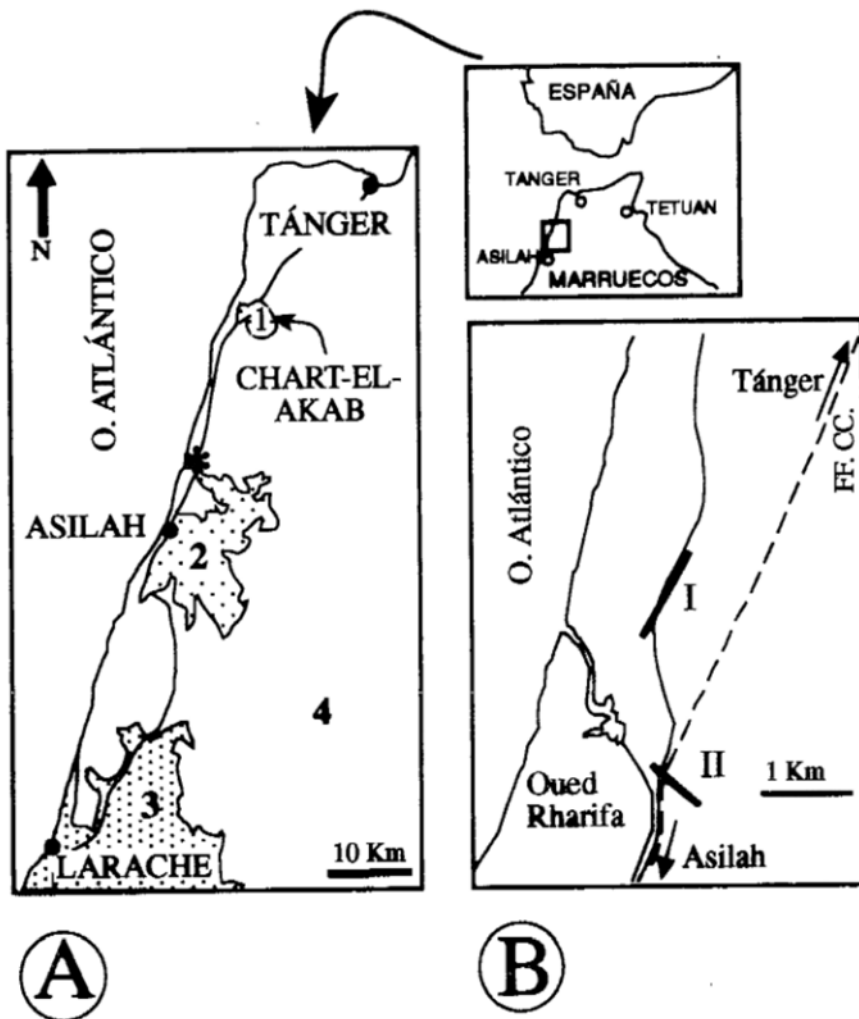 ESPAÑA
TANGER
TETUAN
ASILAH
MARRUECOS
N
O. ATLÁNTICO
TÁNGER
1
CHART-EL-
AKAB
ASILAH
2
4
3
LARACHE
10 Km
A
O. Atlántico
Tánger
FF. CC.
I
II
1 Km
Oued
Rharifa
Asilah
B